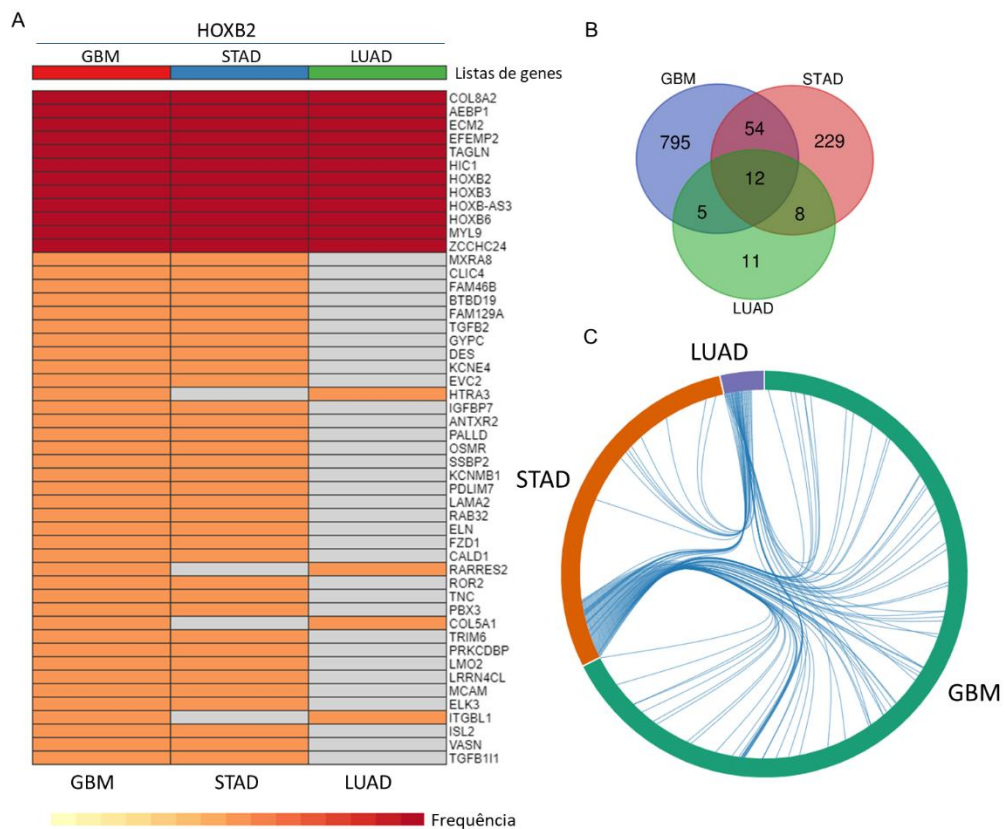 A
HOXB2
GBM STAD LUAD
Listas de genes
COL8A2
AEBP1
ECM2
EFEMP2
TAGLN
HIC1
HOXB2
HOXB3
HOXB-AS3
HOXB6
MYL9
ZCCHC24
MXRA8
CLIC4
FAM46B
BTBD19
FAM129A
TGFB2
GYPC
DES
KCNE4
EVC2
HTRA3
IGFBP7
ANTXR2
PALLD
OSMR
SSBP2
KCNMB1
PDLIM7
LAMA2
RAB32
ELN
FZD1
CALD1
RARRES2
ROR2
TNC
PBX3
COL5A1
TRIM6
PRKCDBP
LMO2
LRRN4CL
MCAM
ELK3
ITGBL1
ISL2
VASN
TGFB1I1
GBM STAD LUAD
Frequência
B
GBM STAD
795 54 229
12
5 8
11
LUAD
C
LUAD
STAD
GBM